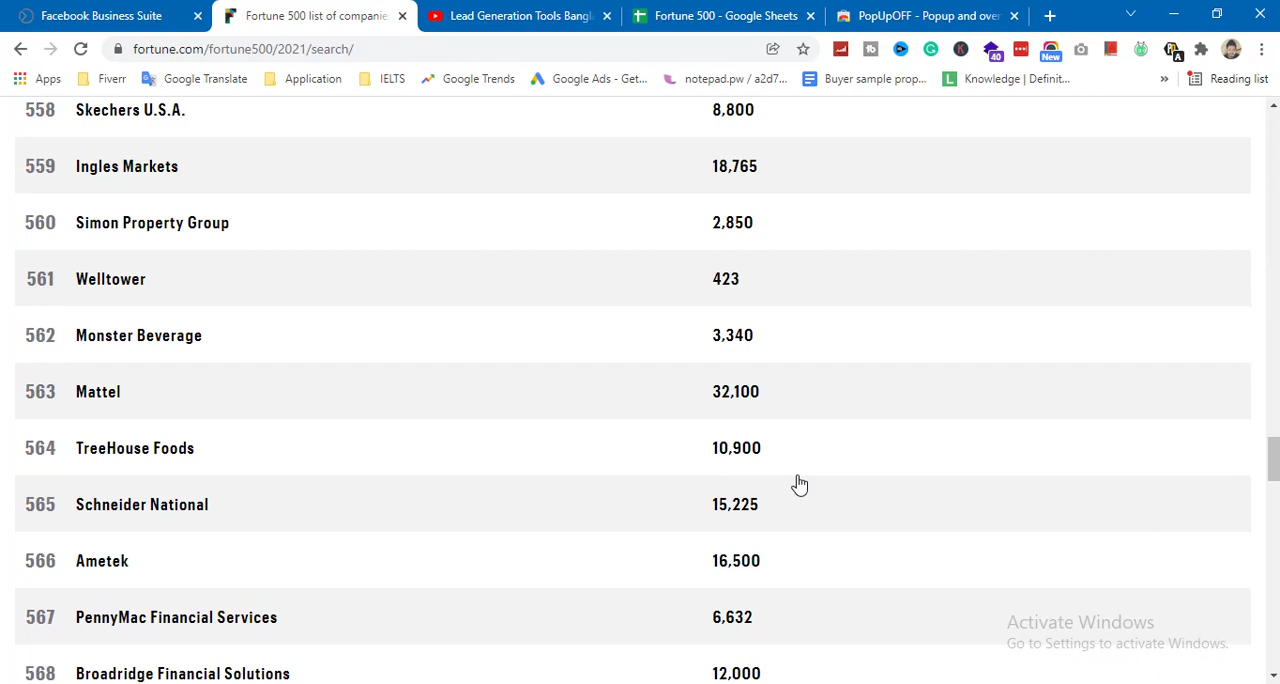 Facebook Business Suite
Fortune 500 list of companie
Lead Generation Tools Bangl
Fortune 500 - Google Sheets
PopUpOFF - Popup and over
fortune.com/fortune500/2021/search/
40
New
A
Apps
Fiverr
Google Translate
Application
IELTS
Google Trends
Google Ads - Get...
notepad.pw / a2d7...
Buyer sample prop...
L Knowledge | Definit...
»
Reading list
558 Skechers U.S.A. 8,800
559 Ingles Markets 18,765
560 Simon Property Group 2,850
561 Welltower 423
562 Monster Beverage 3,340
563 Mattel 32,100
564 TreeHouse Foods 10,900
565 Schneider National 15,225
566 Ametek 16,500
567 PennyMac Financial Services 6,632
568 Broadridge Financial Solutions 12,000
Activate Windows
Go to Settings to activate Windows.